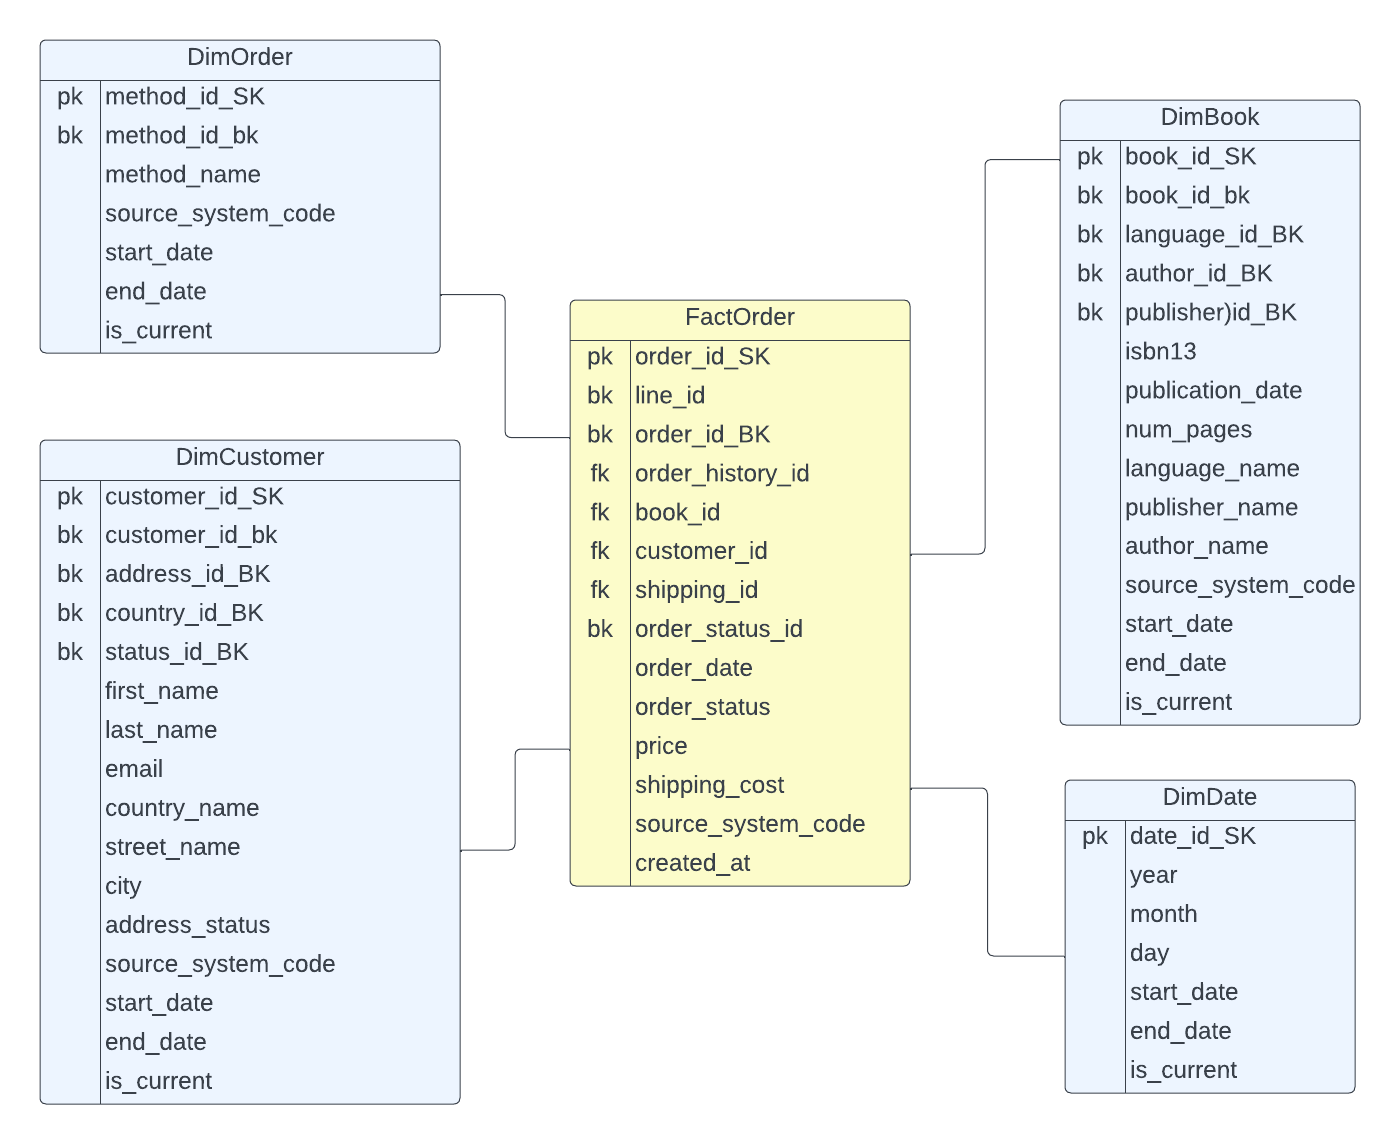 DimOrder
pk method_id_SK
bk method_id_bk
method_name
source_system_code
start_date
end_date
is_current
DimCustomer
pk customer_id_SK
bk customer_id_bk
bk address_id_BK
bk country_id_BK
bk status_id_BK
first_name
last_name
email
country_name
street_name
city
address_status
source_system_code
start_date
end_date
is_current
FactOrder
pk order_id_SK
bk line_id
bk order_id_BK
fk order_history_id
fk book_id
fk customer_id
fk shipping_id
bk order_status_id
order_date
order_status
price
shipping_cost
source_system_code
created_at
DimBook
pk book_id_SK
bk book_id_bk
bk language_id_BK
bk author_id_BK
bk publisher)id_BK
isbn13
publication_date
num_pages
language_name
publisher_name
author_name
source_system_code
start_date
end_date
is_current
DimDate
pk date_id_SK
year
month
day
start_date
end_date
is_current